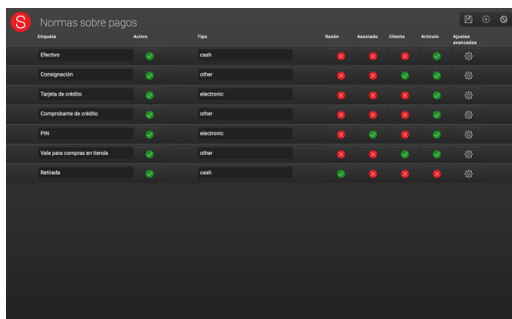 S Normas sobre pagos
Etiqueta Activo Tipo Razón Asociado Cliente Artículo Ajustes avanzados
Efectivo cash
Consignación other
Tarjeta de crédito electronic
Comprobante de crédito other
PIN electronic
Vale para compras en tienda other
Retirada cash